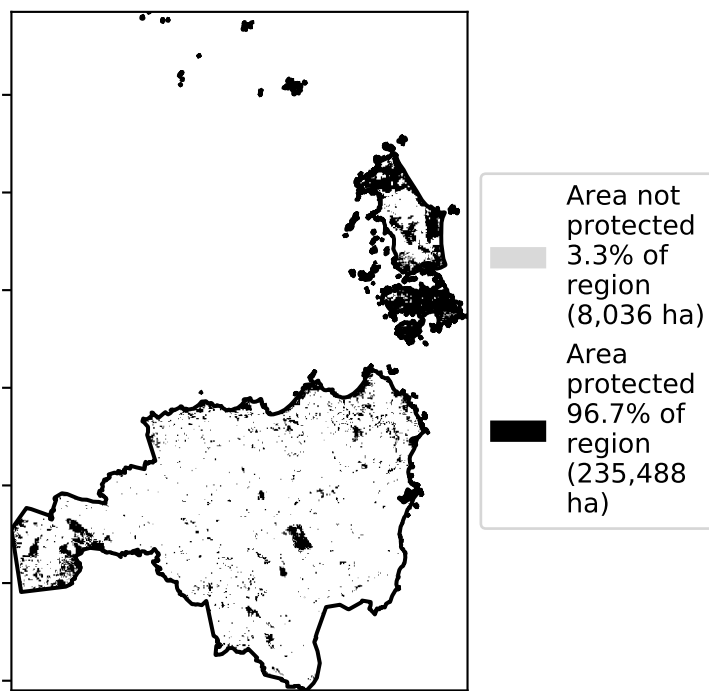 Area not
protected
3.3% of
region
(8,036 ha)
Area
protected
96.7% of
region
(235,488
ha)